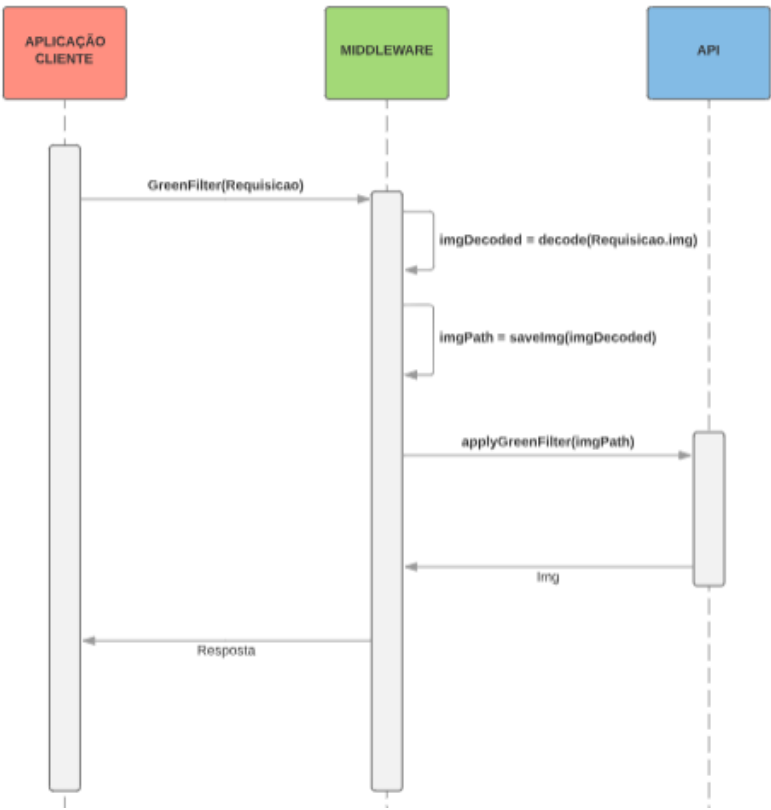 APLICAÇÃO
CLIENTE
MIDDLEWARE
API
GreenFilter(Requisicao)
imgDecoded = decode(Requisicao.img)
imgPath = saveImg(imgDecoded)
applyGreenFilter(imgPath)
Img
Resposta